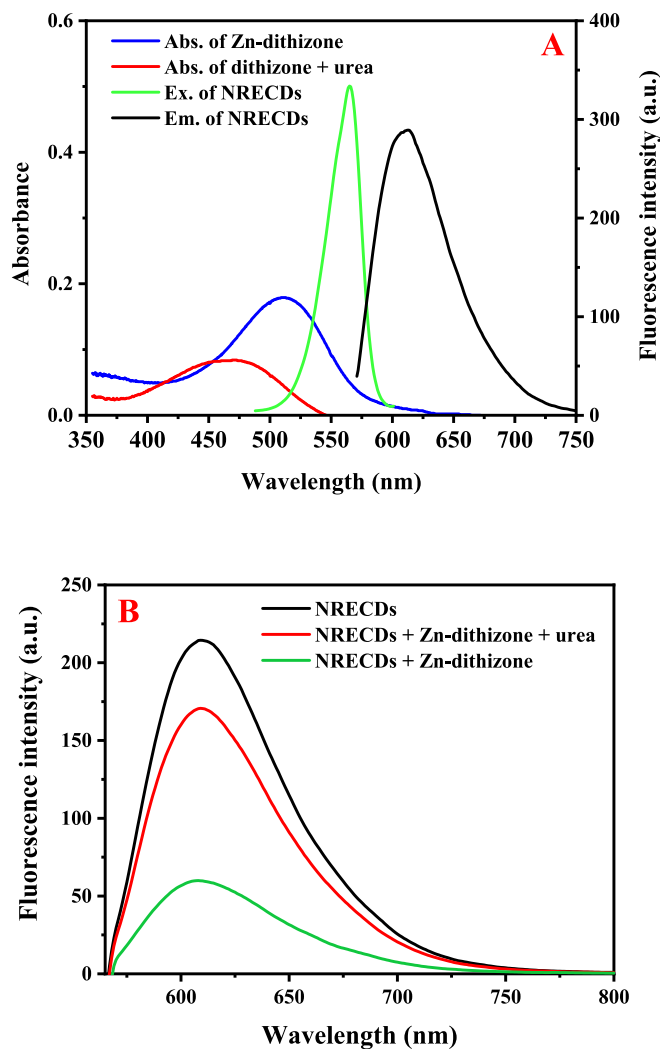 A
Abs. of Zn-dithizone
Abs. of dithizone + urea
Ex. of NRECDs
Em. of NRECDs
0.6
0.4
0.2
0.0
Absorbance
400
300
200
100
0
Fluorescence intensity (a.u.)
350 400 450 500 550 600 650 700 750
Wavelength (nm)
B
NRECDs
NRECDs + Zn-dithizone + urea
NRECDs + Zn-dithizone
250
200
150
100
50
0
Fluorescence intensity (a.u.)
600 650 700 750 800
Wavelength (nm)